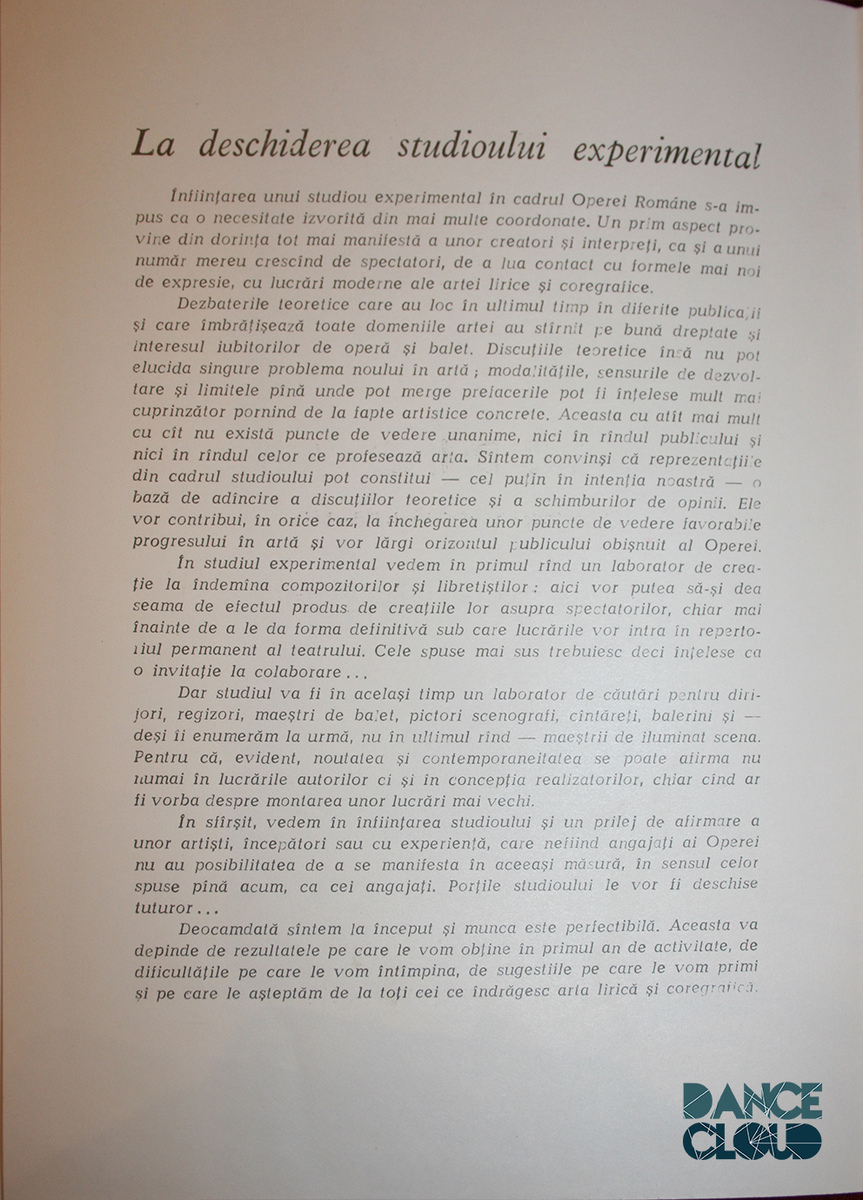 La deschiderea studioului experimental
Înființarea unui studiou experimental în cadrul Operei Române s-a im-
pus ca o necesitate izvorîtă din mai multe coordonate. Un prim aspect pro-
vine din dorința tot mai manifestă a unor creatori și interpreți, ca și a unui
număr mereu crescînd de spectatori, de a lua contact cu formele mai noi
de expresie, cu lucrări moderne ale artei lirice și coregrafice.
Dezbaterile teoretice care au loc în ultimul timp în diferite publicații
și care îmbrățișează toate domeniile artei au stîrnit pe bună dreptate și
interesul iubitorilor de operă și balet. Discuțiile teoretice însă nu pot
elucida singure problema noului în artă ; modalitățile, sensurile de dezvol-
tare și limitele pînă unde pot merge prefacerile pot fi înțelese mult mai
cuprinzător pornind de la fapte artistice concrete. Aceasta cu atît mai mult
cu cît nu există puncte de vedere unanime, nici în rîndul publicului și
nici în rîndul celor ce profesează arta. Sîntem convinși că reprezentațiile
din cadrul studioului pot constitui — cel puțin în intenția noastră — o
bază de adîncire a discuțiilor teoretice și a schimburilor de opinii. Ele
vor contribui, în orice caz, la închegarea unor puncte de vedere favorabile
progresului în artă și vor lărgi orizontul publicului obișnuit al Operei.
În studiul experimental vedem în primul rînd un laborator de crea-
ție la îndemîna compozitorilor și libretiștilor : aici vor putea să-și dea
seama de efectul produs de creațiile lor asupra spectatorilor, chiar mai
înainte de a le da forma definitivă sub care lucrările vor intra în reperto-
riul permanent al teatrului. Cele spuse mai sus trebuiesc deci înțelese ca
o invitație la colaborare...
Dar studiul va fi în același timp un laborator de căutări pentru diri-
jori, regizori, maeștri de balet, pictori scenografi, cîntăreți, balerini și —
deși îi enumerăm la urmă, nu în ultimul rînd — maeștrii de iluminat scena.
Pentru că, evident, noutatea și contemporaneitatea se poate afirma nu
numai în lucrările autorilor ci și în concepția realizatorilor, chiar cînd ar
fi vorba despre montarea unor lucrări mai vechi.
În sfîrșit, vedem în înființarea studioului și un prilej de afirmare a
unor artiști, începători sau cu experiență, care nefiind angajați ai Operei
nu au posibilitatea de a se manifesta în aceeași măsură, în sensul celor
spuse pînă acum, ca cei angajați. Porțile studioului le vor fi deschise
tuturor...
Deocamdată sîntem la început și munca este perfectibilă. Aceasta va
depinde de rezultatele pe care le vom obține în primul an de activitate, de
dificultățile pe care le vom întîmpina, de sugestiile pe care le vom primi
și pe care le așteptăm de la toți cei ce îndrăgesc arta lirică și coregrafică.
DANCE
CLOUD